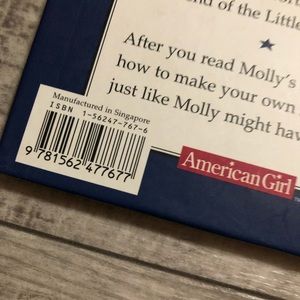 nd of the Little
After you read Molly's
how to make your own
just like Molly might hav
Manufactured in Singapore
ISBN 1-56247-767-6
9 781562 477677
American Girl